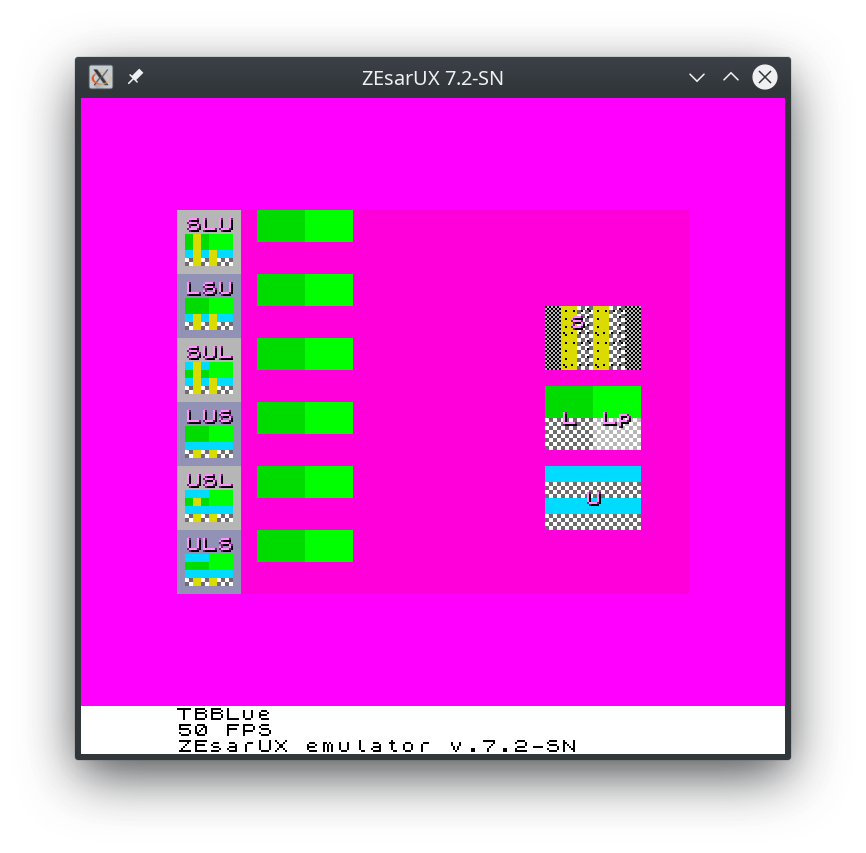 ZEsarUX 7.2-SN
SLU
LSU
SUL
LUS
USL
ULS
S
L Lp
U
TBBlue
50 FPS
ZEsarUX emulator v.7.2-SN